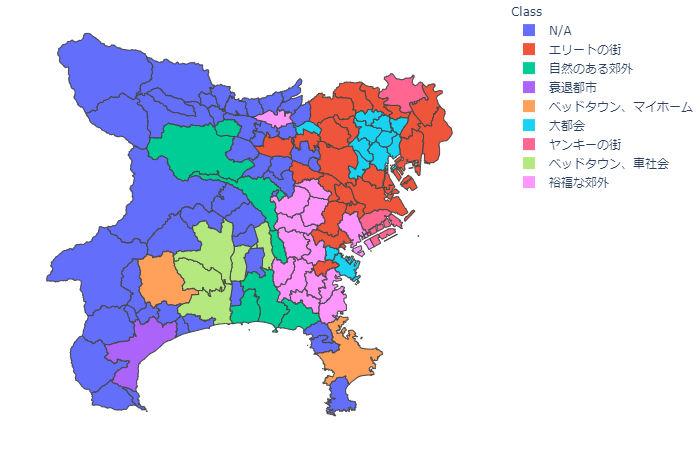 Class
N/A
エリートの街
自然のある郊外
衰退都市
ベッドタウン、マイホーム
大都会
ヤンキーの街
ベッドタウン、車社会
裕福な郊外